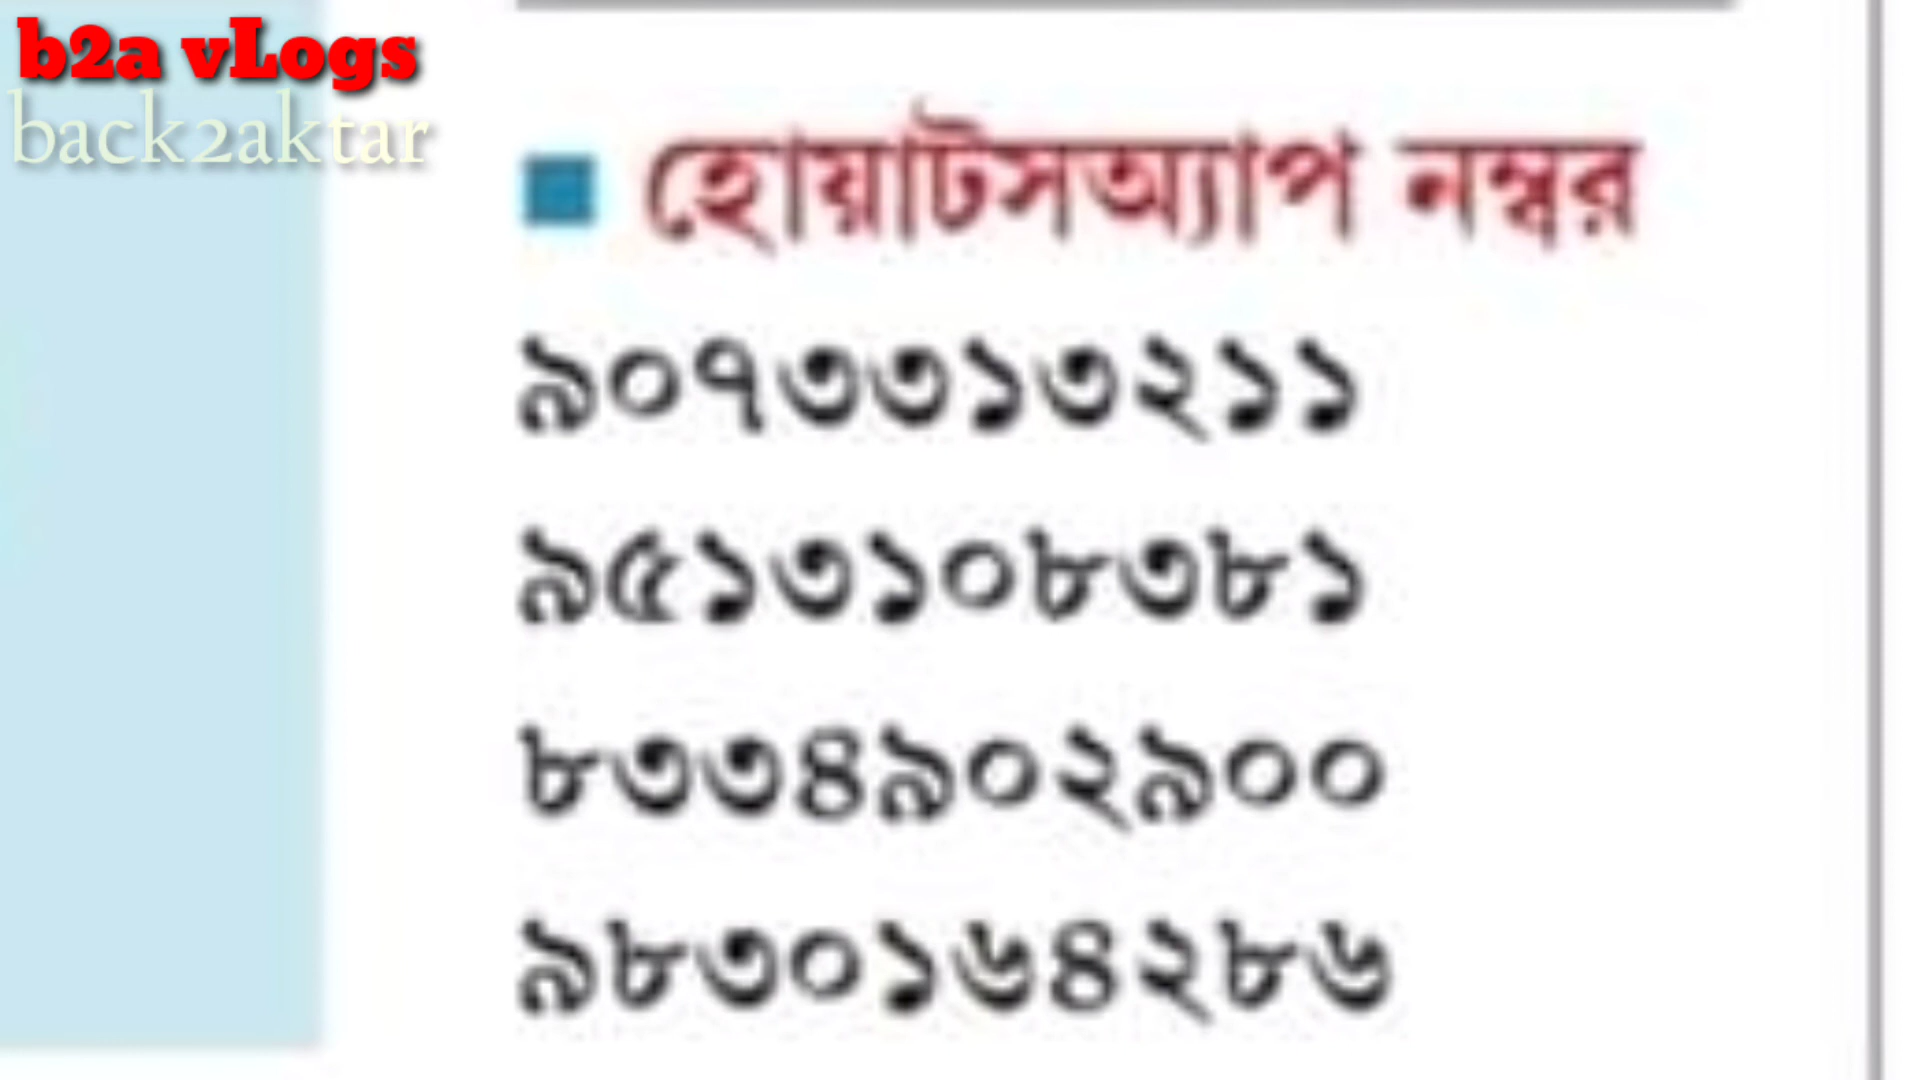 b2a vLogs
back2aktar
■ হোয়াটসঅ্যাপ নম্বর
৯০৭৩৩১৩২১১
৯৫১৩১০৮৩৮১
৮৩৩৪৯০২৯০০
৯৮৩০১৬৪২৮৬